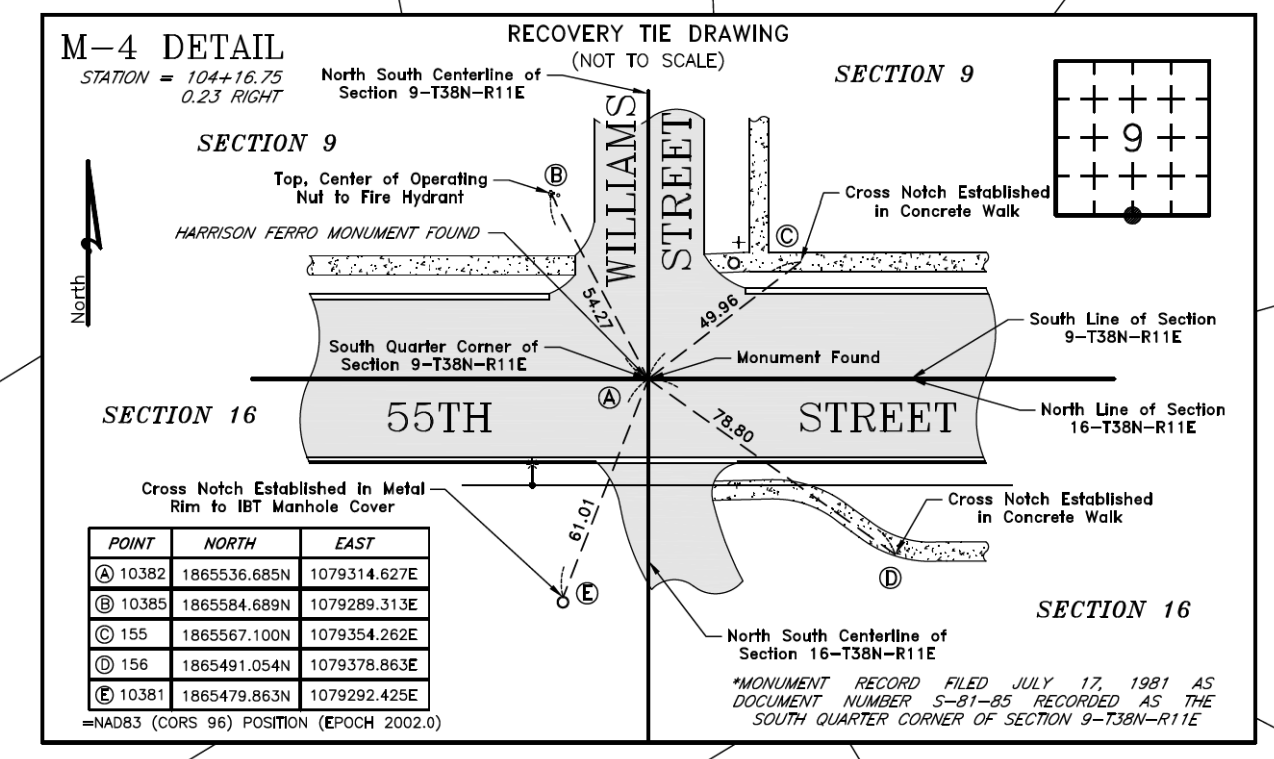 RECOVERY TIE DRAWING
(NOT TO SCALE)
M-4 DETAIL
STATION = 104+16.75
0.23 RIGHT
North South Centerline of
Section 9-T38N-R11E
SECTION 9
SECTION 9
9
WILLIAMS
STREET
Top, Center of Operating
Nut to Fire Hydrant
B
HARRISON FERRO MONUMENT FOUND
Cross Notch Established
in Concrete Walk
C
North
54.27
49.96
South Quarter Corner of
Section 9-T38N-R11E
Monument Found
South Line of Section
9-T38N-R11E
A
SECTION 16
55TH
STREET
North Line of Section
16-T38N-R11E
78.80
61.01
Cross Notch Established in Metal
Rim to IBT Manhole Cover
Cross Notch Established
in Concrete Walk
D
E
SECTION 16
North South Centerline of
Section 16-T38N-R11E
POINT NORTH EAST
A 10382 1865536.685N 1079314.627E
B 10385 1865584.689N 1079289.313E
C 155 1865567.100N 1079354.262E
D 156 1865491.054N 1079378.863E
E 10381 1865479.863N 1079292.425E
=NAD83 (CORS 96) POSITION (EPOCH 2002.0)
*MONUMENT RECORD FILED JULY 17, 1981 AS
DOCUMENT NUMBER S-81-85 RECORDED AS THE
SOUTH QUARTER CORNER OF SECTION 9-T38N-R11E